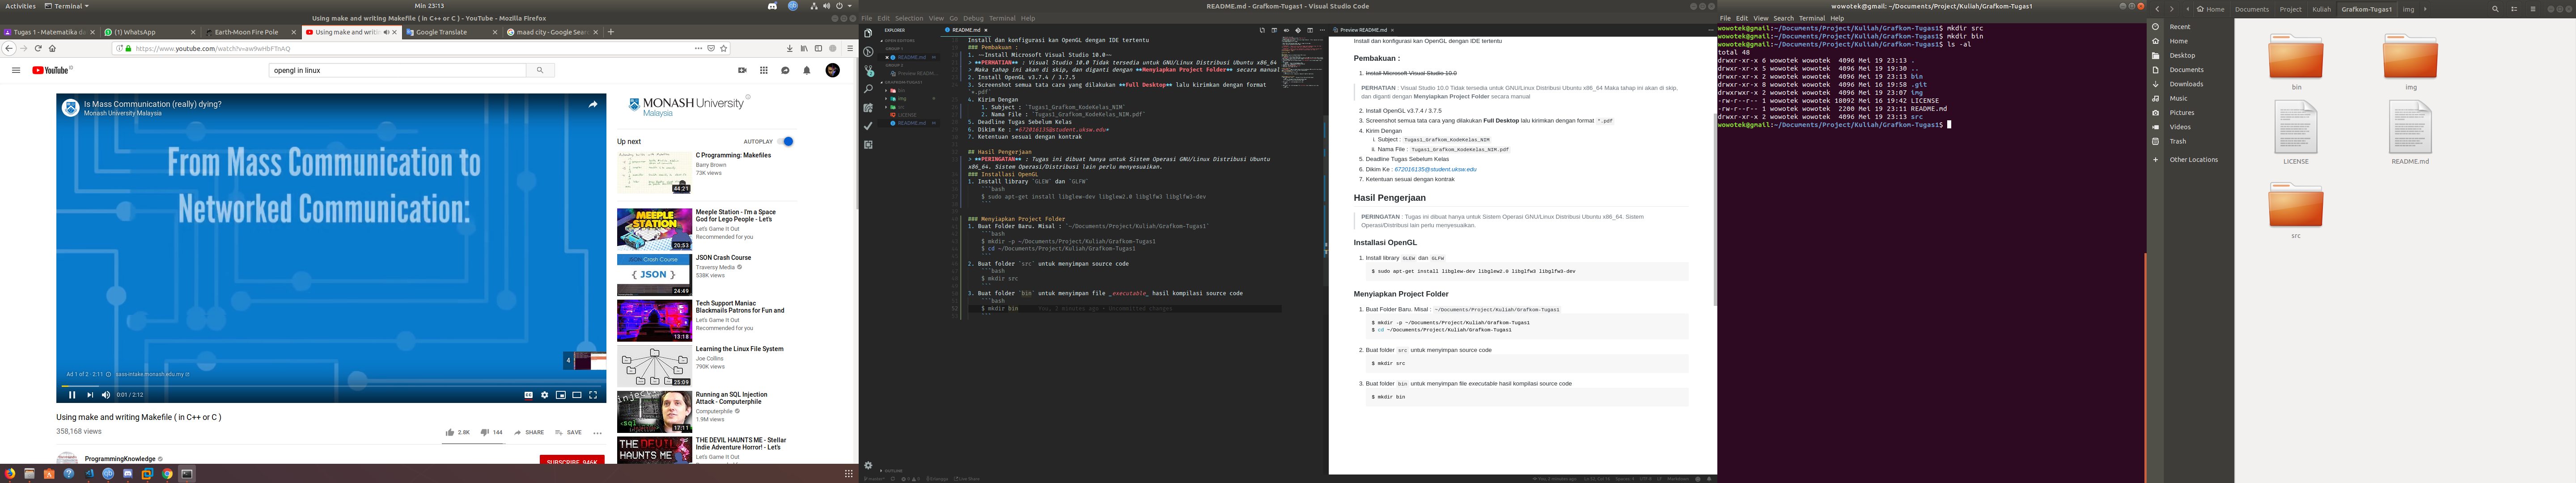 Activities
Terminal
Min 23:13
Using make and writing Makefile ( in C++ or C ) - YouTube - Mozilla Firefox
Tugas 1 - Matematika da
(1) WhatsApp
Earth-Moon Fire Pole
Using make and writin
Google Translate
maad city - Google Sear
https://www.youtube.com/watch?v=aw9wHbFTnAQ
YouTube
opengl in linux
Is Mass Communication (really) dying?
Monash University Malaysia
From Mass Communication to
Networked Communication:
4
Ad 1 of 2 · 2:11
sass-intake.monash.edu.my
0:01 / 2:12
Using make and writing Makefile ( in C++ or C )
358,168 views
2.8K
144
SHARE
SAVE
ProgrammingKnowledge
SUBSCRIBE 946K
MONASH University
Malaysia
Up next
AUTOPLAY
C Programming: Makefiles
Barry Brown
73K views
44:21
Meeple Station - I'm a Space
God for Lego People - Let's
Let's Game It Out
Recommended for you
20:53
JSON Crash Course
Traversy Media
538K views
24:49
Tech Support Maniac
Blackmails Patrons for Fun and
Let's Game It Out
Recommended for you
13:18
Learning the Linux File System
Joe Collins
790K views
25:09
Running an SQL Injection
Attack - Computerphile
Computerphile
1.9M views
17:11
THE DEVIL HAUNTS ME - Stellar
Indie Adventure Horror! - Let's
Let's Game It Out
Recommended for you
README.md - Grafkom-Tugas1 - Visual Studio Code
File Edit Selection View Go Debug Terminal Help
EXPLORER
README.md
Install dan konfigurasi kan OpenGL dengan IDE tertentu
### Pembakuan :
1. ~~Install Microsoft Visual Studio 10.0~~
> **PERHATIAN** : Visual Studio 10.0 Tidak tersedia untuk GNU/Linux Distribusi Ubuntu x86_64
> Maka tahap ini akan di skip, dan diganti dengan **Menyiapkan Project Folder** secara manual
2. Install OpenGL v3.7.4 / 3.7.5
3. Screenshot semua tata cara yang dilakukan **Full Desktop** lalu kirimkan dengan format
`*.pdf`
4. Kirim Dengan
1. Subject : `Tugas1_Grafkom_KodeKelas_NIM`
2. Nama File : `Tugas1_Grafkom_KodeKelas_NIM.pdf`
5. Deadline Tugas Sebelum Kelas
6. Dikim Ke : *672016135@student.uksw.edu*
7. Ketentuan sesuai dengan kontrak
## Hasil Pengerjaan
> **PERINGATAN** : Tugas ini dibuat hanya untuk Sistem Operasi GNU/Linux Distribusi Ubuntu
x86_64. Sistem Operasi/Distribusi lain perlu menyesuaikan.
### Installasi OpenGL
1. Install library `GLEW` dan `GLFW`
```bash
$ sudo apt-get install libglew-dev libglew2.0 libglfw3 libglfw3-dev
```
### Menyiapkan Project Folder
1. Buat Folder Baru. Misal : `~/Documents/Project/Kuliah/Grafkom-Tugas1`
```bash
$ mkdir -p ~/Documents/Project/Kuliah/Grafkom-Tugas1
$ cd ~/Documents/Project/Kuliah/Grafkom-Tugas1
```
2. Buat folder `src` untuk menyimpan source code
```bash
$ mkdir src
```
3. Buat folder `bin` untuk menyimpan file _executable_ hasil kompilasi source code
```bash
$ mkdir bin
```
Preview README.md
Install dan konfigurasi kan OpenGL dengan IDE tertentu
Pembakuan :
1. Install Microsoft Visual Studio 10.0
PERHATIAN : Visual Studio 10.0 Tidak tersedia untuk GNU/Linux Distribusi Ubuntu x86_64 Maka tahap ini akan di skip,
dan diganti dengan Menyiapkan Project Folder secara manual
2. Install OpenGL v3.7.4 / 3.7.5
3. Screenshot semua tata cara yang dilakukan Full Desktop lalu kirimkan dengan format *.pdf
4. Kirim Dengan
i. Subject : Tugas1_Grafkom_KodeKelas_NIM
ii. Nama File : Tugas1_Grafkom_KodeKelas_NIM.pdf
5. Deadline Tugas Sebelum Kelas
6. Dikim Ke : 672016135@student.uksw.edu
7. Ketentuan sesuai dengan kontrak
Hasil Pengerjaan
PERINGATAN : Tugas ini dibuat hanya untuk Sistem Operasi GNU/Linux Distribusi Ubuntu x86_64. Sistem
Operasi/Distribusi lain perlu menyesuaikan.
Installasi OpenGL
1. Install library GLEW dan GLFW
$ sudo apt-get install libglew-dev libglew2.0 libglfw3 libglfw3-dev
Menyiapkan Project Folder
1. Buat Folder Baru. Misal : ~/Documents/Project/Kuliah/Grafkom-Tugas1
$ mkdir -p ~/Documents/Project/Kuliah/Grafkom-Tugas1
$ cd ~/Documents/Project/Kuliah/Grafkom-Tugas1
2. Buat folder src untuk menyimpan source code
$ mkdir src
3. Buat folder bin untuk menyimpan file executable hasil kompilasi source code
$ mkdir bin
wowotek@gmail: ~/Documents/Project/Kuliah/Grafkom-Tugas1
File Edit View Search Terminal Help
wowotek@gmail:~/Documents/Project/Kuliah/Grafkom-Tugas1$ mkdir src
wowotek@gmail:~/Documents/Project/Kuliah/Grafkom-Tugas1$ mkdir bin
wowotek@gmail:~/Documents/Project/Kuliah/Grafkom-Tugas1$ ls -al
total 48
drwxr-xr-x 6 wowotek wowotek 4096 Mei 19 23:13 .
drwxr-xr-x 5 wowotek wowotek 4096 Mei 16 19:30 ..
drwxr-xr-x 2 wowotek wowotek 4096 Mei 19 23:13 bin
drwxr-xr-x 8 wowotek wowotek 4096 Mei 16 19:58 .git
drwxr-xr-x 2 wowotek wowotek 4096 Mei 19 23:07 img
-rw-r--r-- 1 wowotek wowotek 18092 Mei 16 19:42 LICENSE
-rw-r--r-- 1 wowotek wowotek 2200 Mei 19 23:11 README.md
drwxr-xr-x 2 wowotek wowotek 4096 Mei 19 23:13 src
wowotek@gmail:~/Documents/Project/Kuliah/Grafkom-Tugas1$
Home
Documents
Project
Kuliah
Grafkom-Tugas1
img
Recent
Home
Desktop
Documents
Downloads
Music
Pictures
Videos
Trash
Other Locations
bin
img
LICENSE
README.md
src